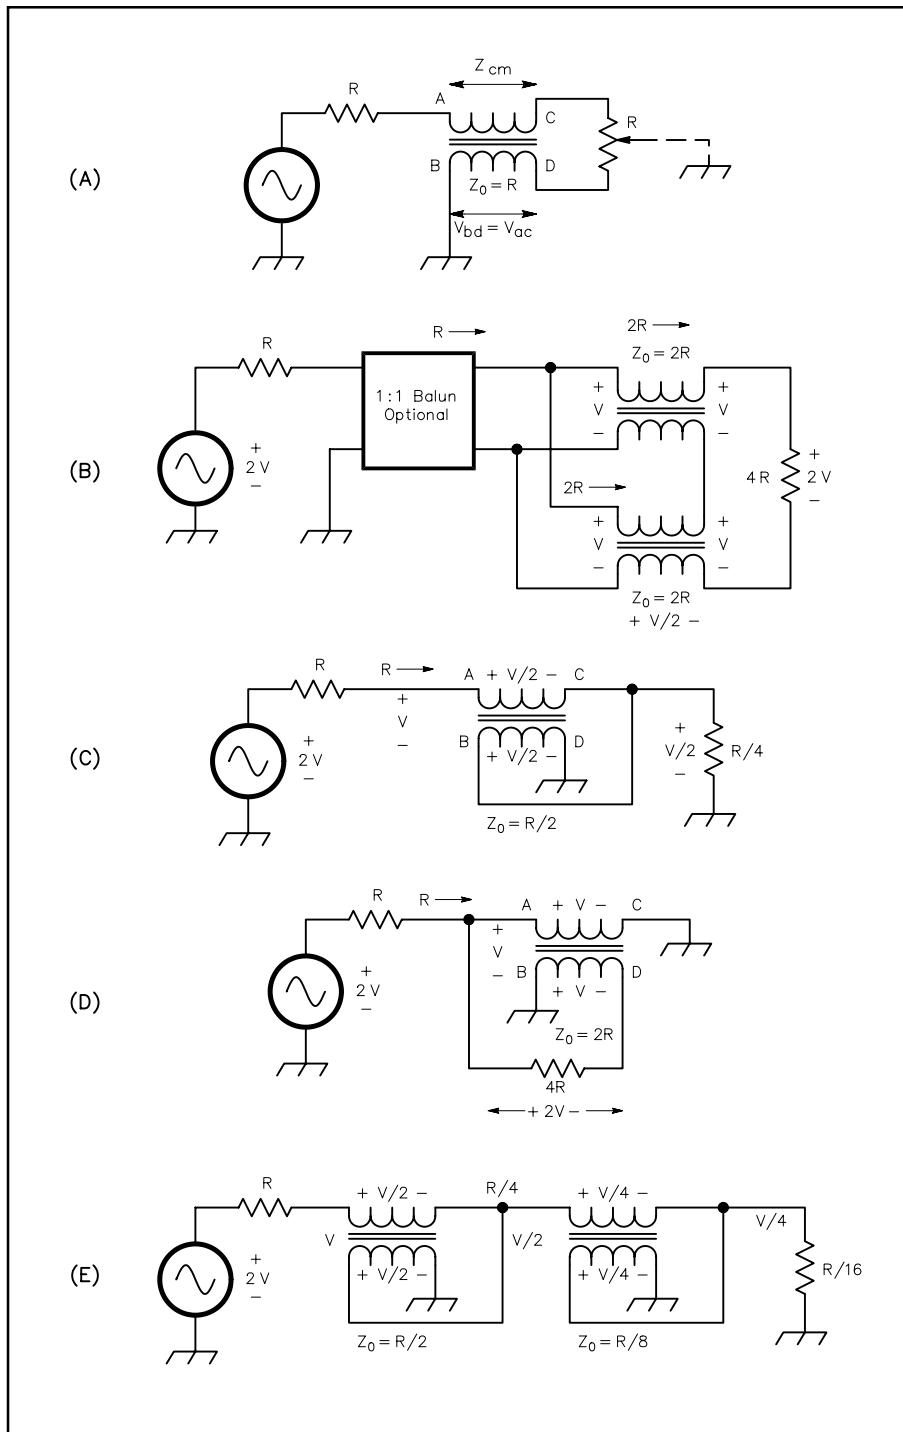 (A)
R
Z cm
A
C
R
B
D
Z0 = R
Vbd = Vac
(B)
R
+
2 V
–
1:1 Balun
Optional
R
2R
Z0 = 2R
+
V
–
+
V
–
2R
+
V
–
+
V
–
4R
+
2 V
–
Z0 = 2R
+ V/2 –
(C)
R
+
2 V
–
R
+
V
–
A + V/2 – C
B
D
+ V/2 –
Z0 = R/2
+
V/2
–
R/4
(D)
R
+
2 V
–
R
+
V
–
A + V – C
B
D
+ V –
Z0 = 2R
4R
+ 2V –
(E)
R
+
2 V
–
+ V/2 –
V
+ V/2 –
Z0 = R/2
R/4
V/2
+ V/4 –
+ V/4 –
Z0 = R/8
V/4
R/16